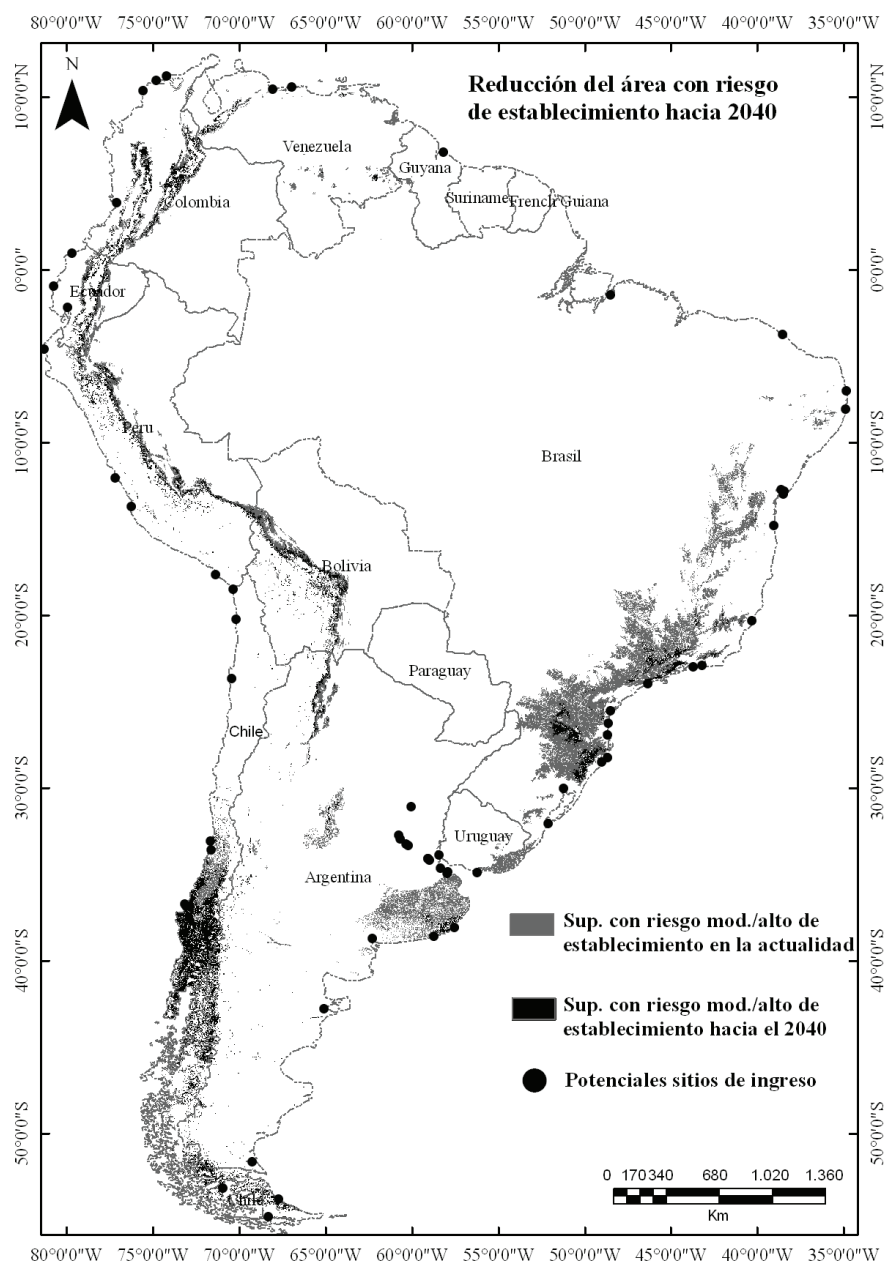 80°0'0"W 75°0'0"W 70°0'0"W 65°0'0"W 60°0'0"W 55°0'0"W 50°0'0"W 45°0'0"W 40°0'0"W 35°0'0"W
N
Reducción del área con riesgo
de establecimiento hacia 2040
10°0'0"N 10°0'0"N
Venezuela
Guyana
Suriname French Guiana
Colombia
0°0'0" 0°0'0"
Ecuador
Peru
10°0'0"S 10°0'0"S
Brasil
Bolivia
20°0'0"S 20°0'0"S
Paraguay
Chile
30°0'0"S 30°0'0"S
Uruguay
Argentina
Sup. con riesgo mod./alto de
establecimiento en la actualidad
40°0'0"S 40°0'0"S
Sup. con riesgo mod./alto de
establecimiento hacia el 2040
Potenciales sitios de ingreso
50°0'0"S 50°0'0"S
0 170 340 680 1.020 1.360
Km
Chile
80°0'0"W 75°0'0"W 70°0'0"W 65°0'0"W 60°0'0"W 55°0'0"W 50°0'0"W 45°0'0"W 40°0'0"W 35°0'0"W